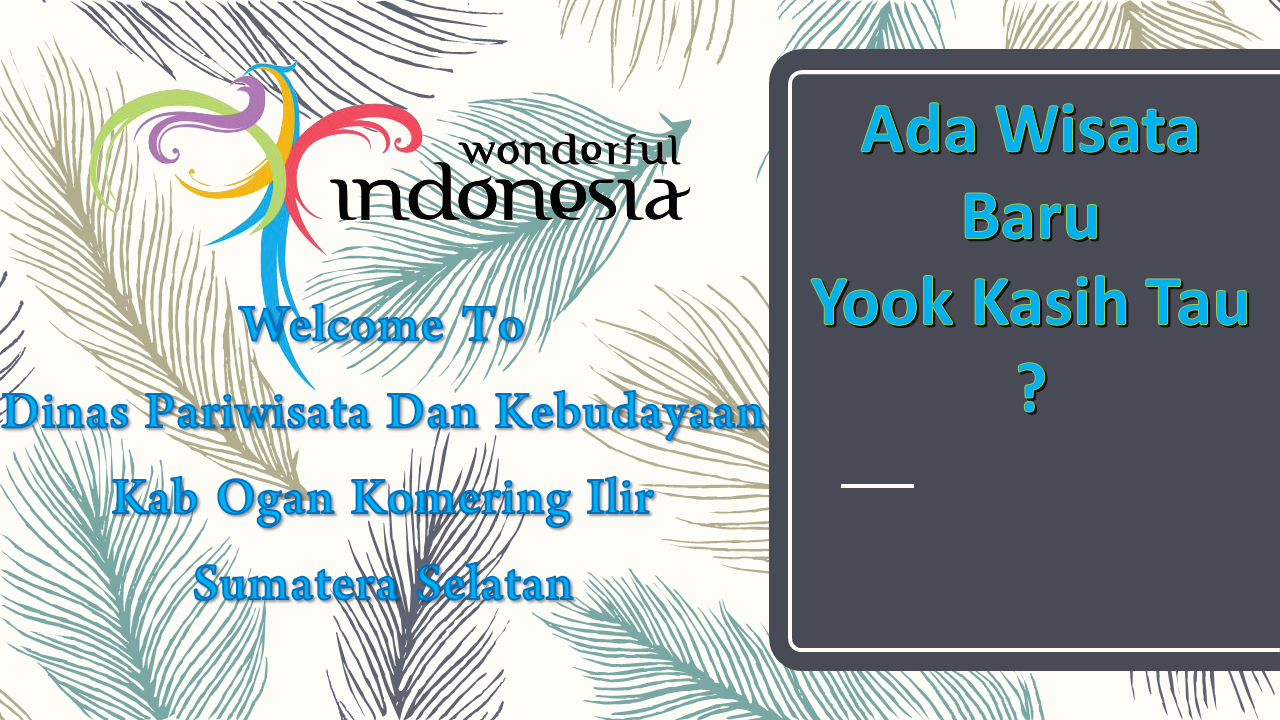 wonderful
indonesia
Welcome To
Dinas Pariwisata Dan Kebudayaan
Kab Ogan Komering Ilir
Sumatera Selatan
Ada Wisata
Baru
Yook Kasih Tau
?